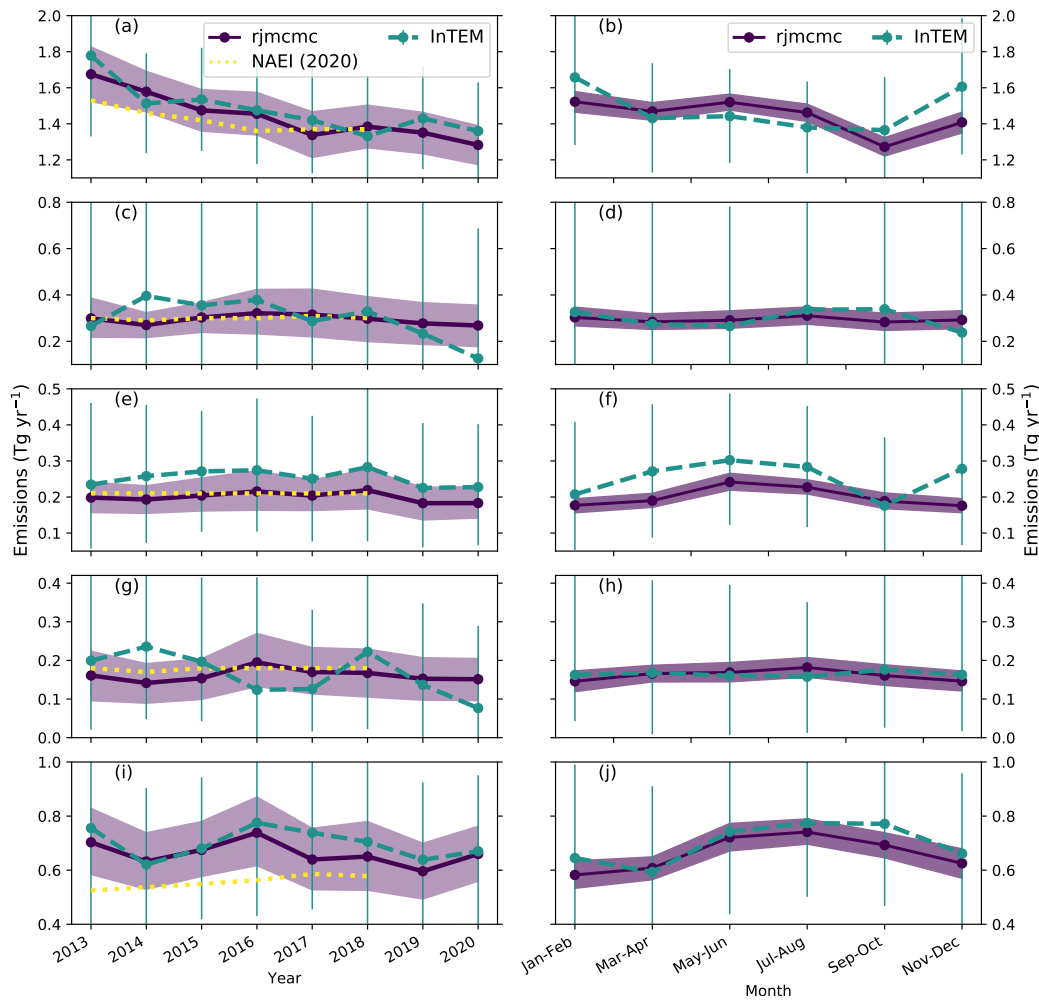 (a)
rjmcmc
InTEM
NAEI (2020)
2.0
1.8
1.6
1.4
1.2
(b)
rjmcmc
InTEM
2.0
1.8
1.6
1.4
1.2
(c)
0.8
0.6
0.4
0.2
(d)
0.8
0.6
0.4
0.2
(e)
0.5
0.4
0.3
0.2
0.1
Emissions (Tg yr⁻¹)
(f)
0.5
0.4
0.3
0.2
0.1
Emissions (Tg yr⁻¹)
(g)
0.4
0.3
0.2
0.1
0.0
(h)
0.4
0.3
0.2
0.1
0.0
(i)
1.0
0.8
0.6
0.4
2013
2014
2015
2016
2017
2018
2019
2020
Year
(j)
1.0
0.8
0.6
0.4
Jan-Feb
Mar-Apr
May-Jun
Jul-Aug
Sep-Oct
Nov-Dec
Month